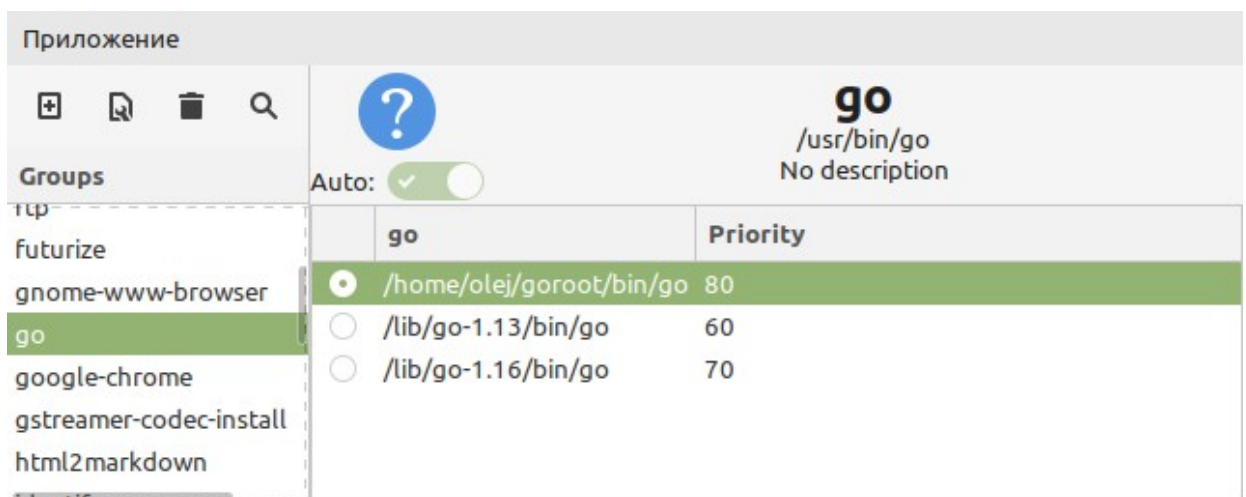 Приложение
go
/usr/bin/go
No description
Groups
Auto:
ftp
futurize
gnome-www-browser
go
google-chrome
gstreamer-codec-install
html2markdown
go Priority
/home/olej/goroot/bin/go 80
/lib/go-1.13/bin/go 60
/lib/go-1.16/bin/go 70